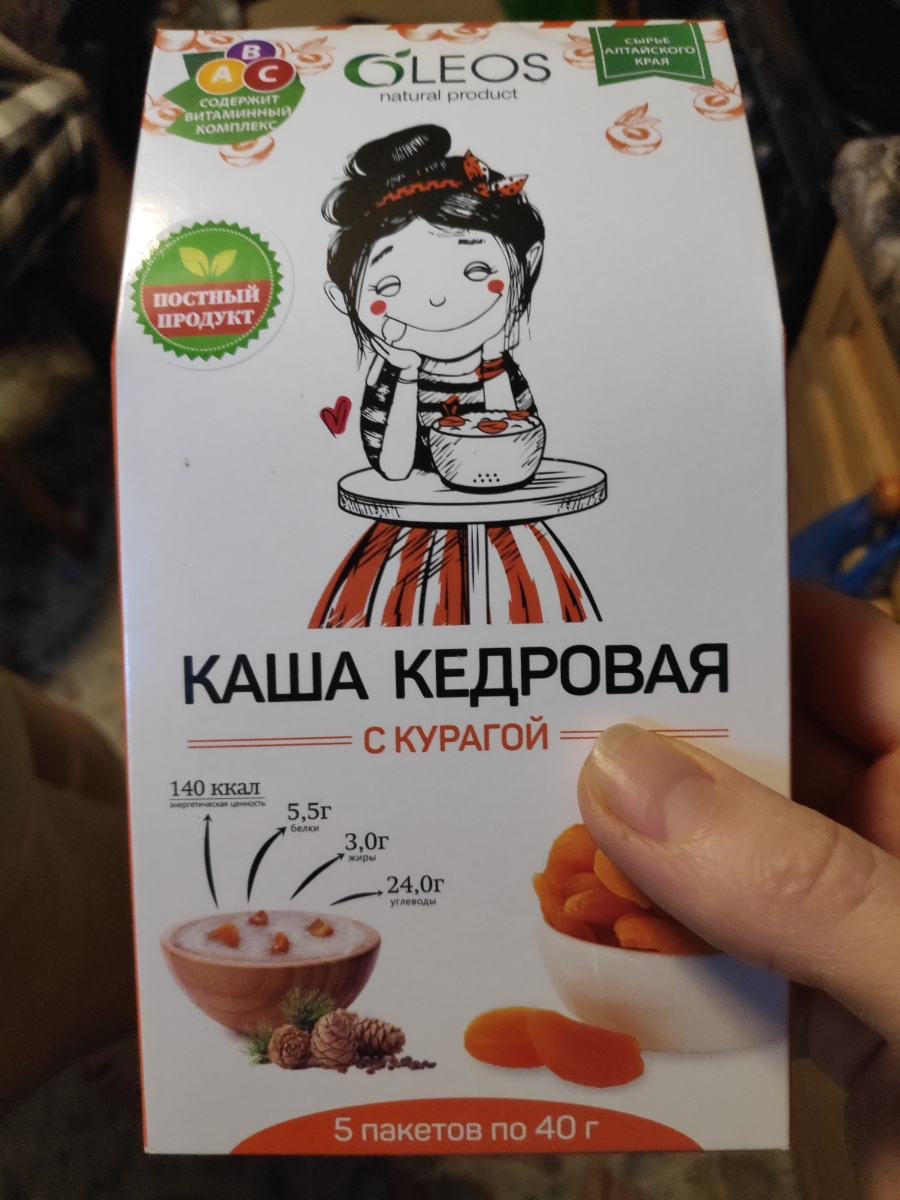 B
A C
СОДЕРЖИТ
ВИТАМИННЫЙ
КОМПЛЕКС
ÓLEOS
natural product
СЫРЬЕ
АЛТАЙСКОГО
КРАЯ
ПОСТНЫЙ
ПРОДУКТ
КАША КЕДРОВАЯ
С КУРАГОЙ
140 ккал
энергетическая ценность
5,5г
белки
3,0г
жиры
24,0г
углеводы
5 пакетов по 40 г